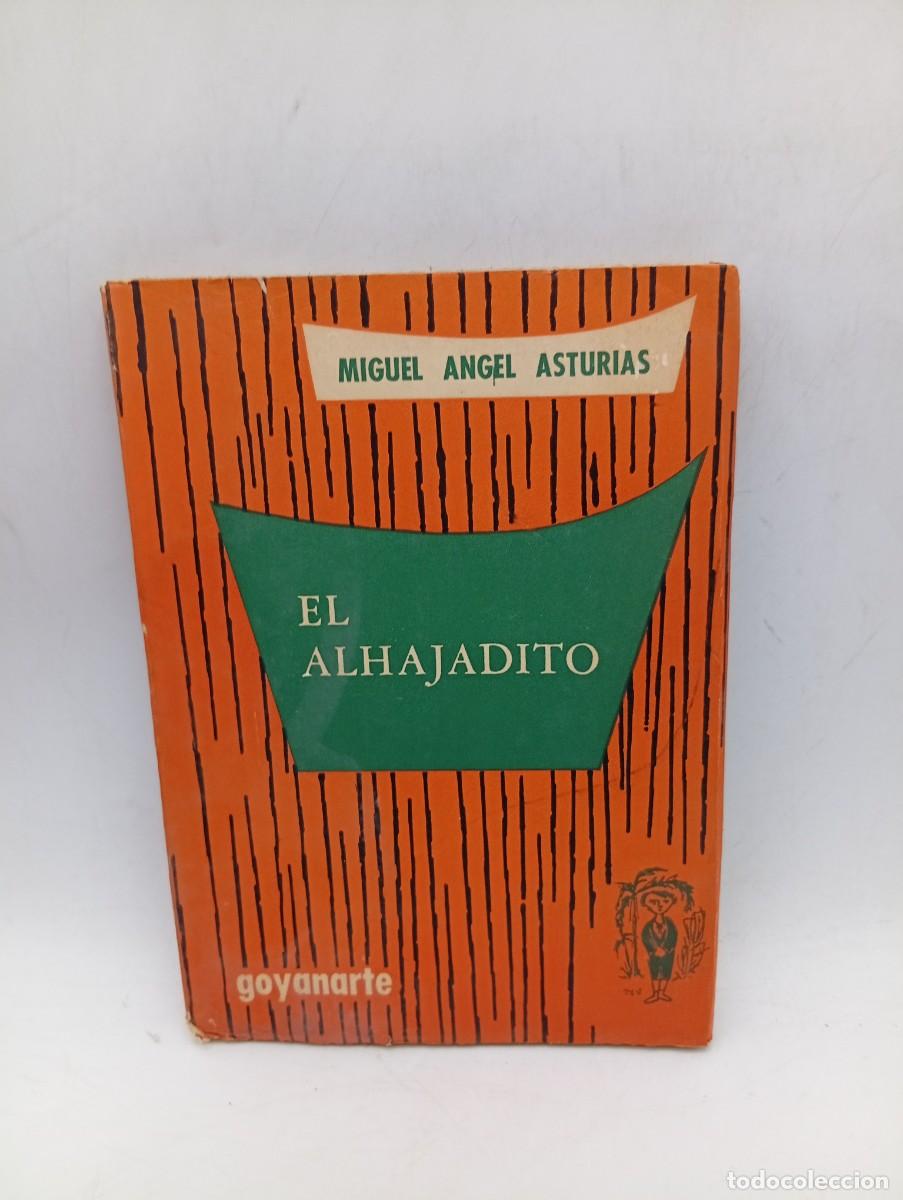 MIGUEL ANGEL ASTURIAS
EL
ALHAJADITO
goyanarte
todocoleccion